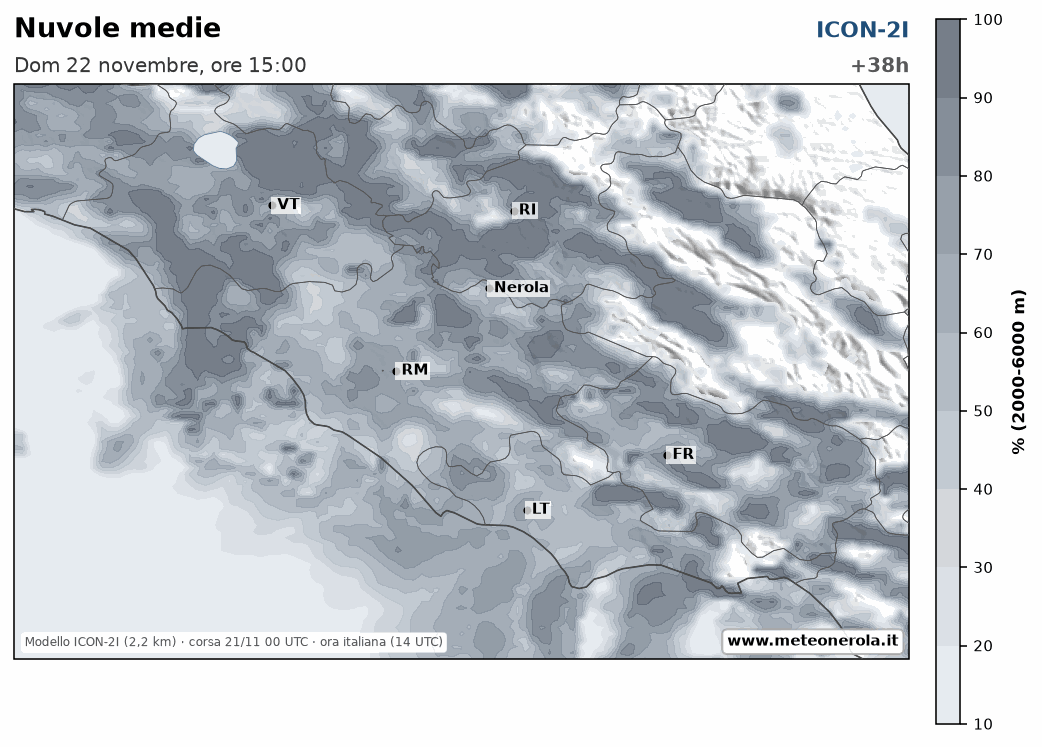 Nuvole medie
ICON-2I
Dom 22 novembre, ore 15:00
+38h
VT
RI
Nerola
RM
FR
LT
Modello ICON-2I (2,2 km) · corsa 21/11 00 UTC · ora italiana (14 UTC)
www.meteonerola.it
100
90
80
70
60
50
40
30
20
10
% (2000-6000 m)